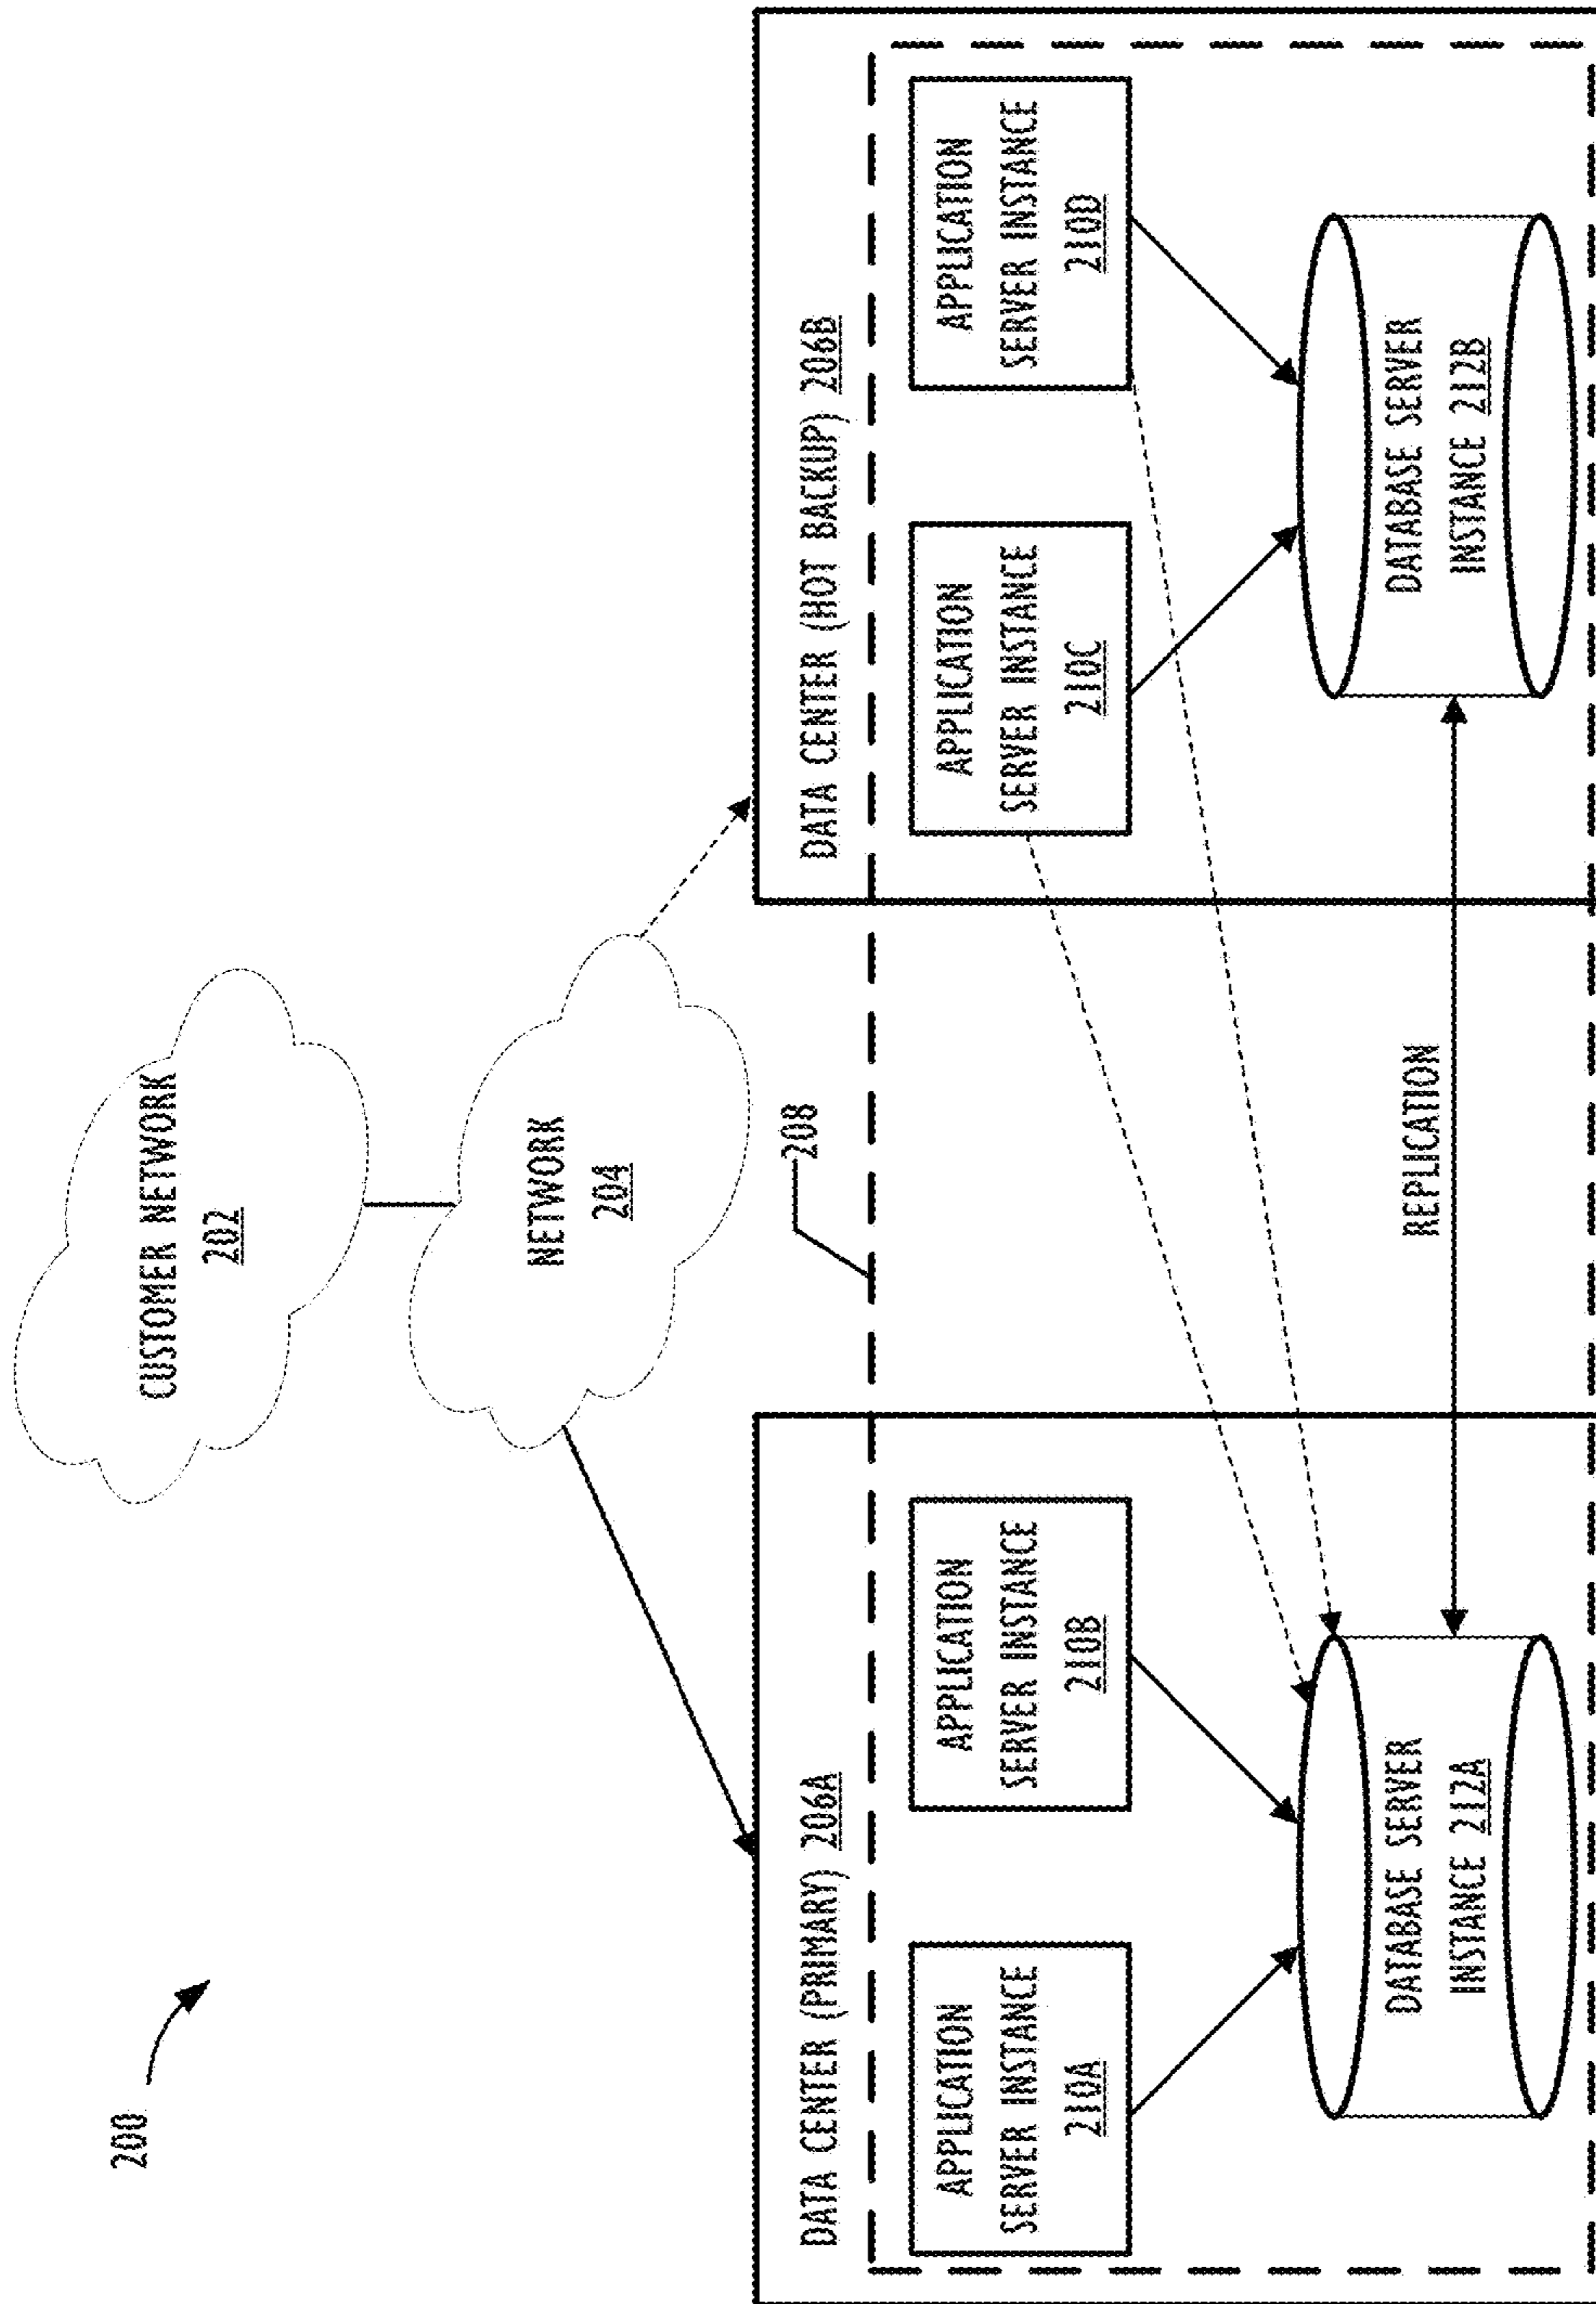 200
CUSTOMER NETWORK
202
NETWORK
204
208
DATA CENTER (PRIMARY) 206A
APPLICATION
SERVER INSTANCE
210A
APPLICATION
SERVER INSTANCE
210B
DATABASE SERVER
INSTANCE 212A
REPLICATION
DATA CENTER (HOT BACKUP) 206B
APPLICATION
SERVER INSTANCE
210C
APPLICATION
SERVER INSTANCE
210D
DATABASE SERVER
INSTANCE 212B